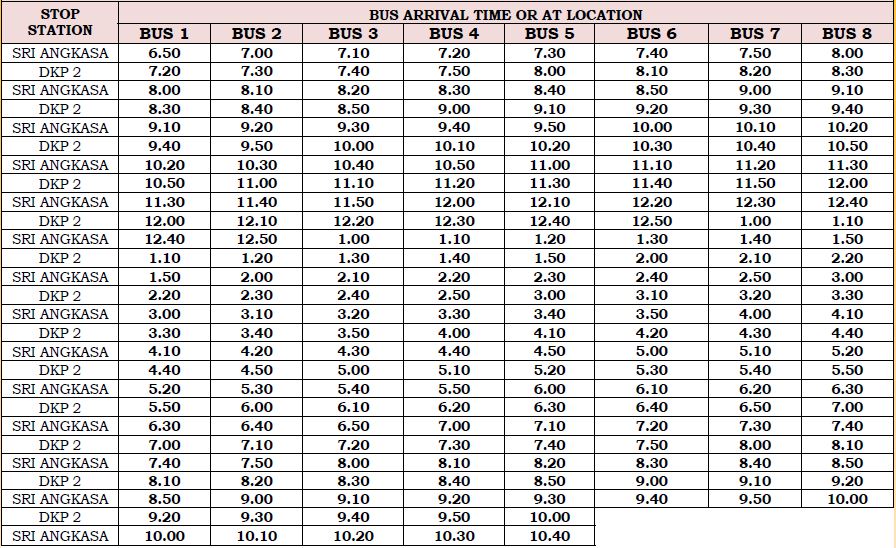 STOP STATION BUS ARRIVAL TIME OR AT LOCATION
BUS 1 BUS 2 BUS 3 BUS 4 BUS 5 BUS 6 BUS 7 BUS 8
SRI ANGKASA 6.50 7.00 7.10 7.20 7.30 7.40 7.50 8.00
DKP 2 7.20 7.30 7.40 7.50 8.00 8.10 8.20 8.30
SRI ANGKASA 8.00 8.10 8.20 8.30 8.40 8.50 9.00 9.10
DKP 2 8.30 8.40 8.50 9.00 9.10 9.20 9.30 9.40
SRI ANGKASA 9.10 9.20 9.30 9.40 9.50 10.00 10.10 10.20
DKP 2 9.40 9.50 10.00 10.10 10.20 10.30 10.40 10.50
SRI ANGKASA 10.20 10.30 10.40 10.50 11.00 11.10 11.20 11.30
DKP 2 10.50 11.00 11.10 11.20 11.30 11.40 11.50 12.00
SRI ANGKASA 11.30 11.40 11.50 12.00 12.10 12.20 12.30 12.40
DKP 2 12.00 12.10 12.20 12.30 12.40 12.50 1.00 1.10
SRI ANGKASA 12.40 12.50 1.00 1.10 1.20 1.30 1.40 1.50
DKP 2 1.10 1.20 1.30 1.40 1.50 2.00 2.10 2.20
SRI ANGKASA 1.50 2.00 2.10 2.20 2.30 2.40 2.50 3.00
DKP 2 2.20 2.30 2.40 2.50 3.00 3.10 3.20 3.30
SRI ANGKASA 3.00 3.10 3.20 3.30 3.40 3.50 4.00 4.10
DKP 2 3.30 3.40 3.50 4.00 4.10 4.20 4.30 4.40
SRI ANGKASA 4.10 4.20 4.30 4.40 4.50 5.00 5.10 5.20
DKP 2 4.40 4.50 5.00 5.10 5.20 5.30 5.40 5.50
SRI ANGKASA 5.20 5.30 5.40 5.50 6.00 6.10 6.20 6.30
DKP 2 5.50 6.00 6.10 6.20 6.30 6.40 6.50 7.00
SRI ANGKASA 6.30 6.40 6.50 7.00 7.10 7.20 7.30 7.40
DKP 2 7.00 7.10 7.20 7.30 7.40 7.50 8.00 8.10
SRI ANGKASA 7.40 7.50 8.00 8.10 8.20 8.30 8.40 8.50
DKP 2 8.10 8.20 8.30 8.40 8.50 9.00 9.10 9.20
SRI ANGKASA 8.50 9.00 9.10 9.20 9.30 9.40 9.50 10.00
DKP 2 9.20 9.30 9.40 9.50 10.00
SRI ANGKASA 10.00 10.10 10.20 10.30 10.40